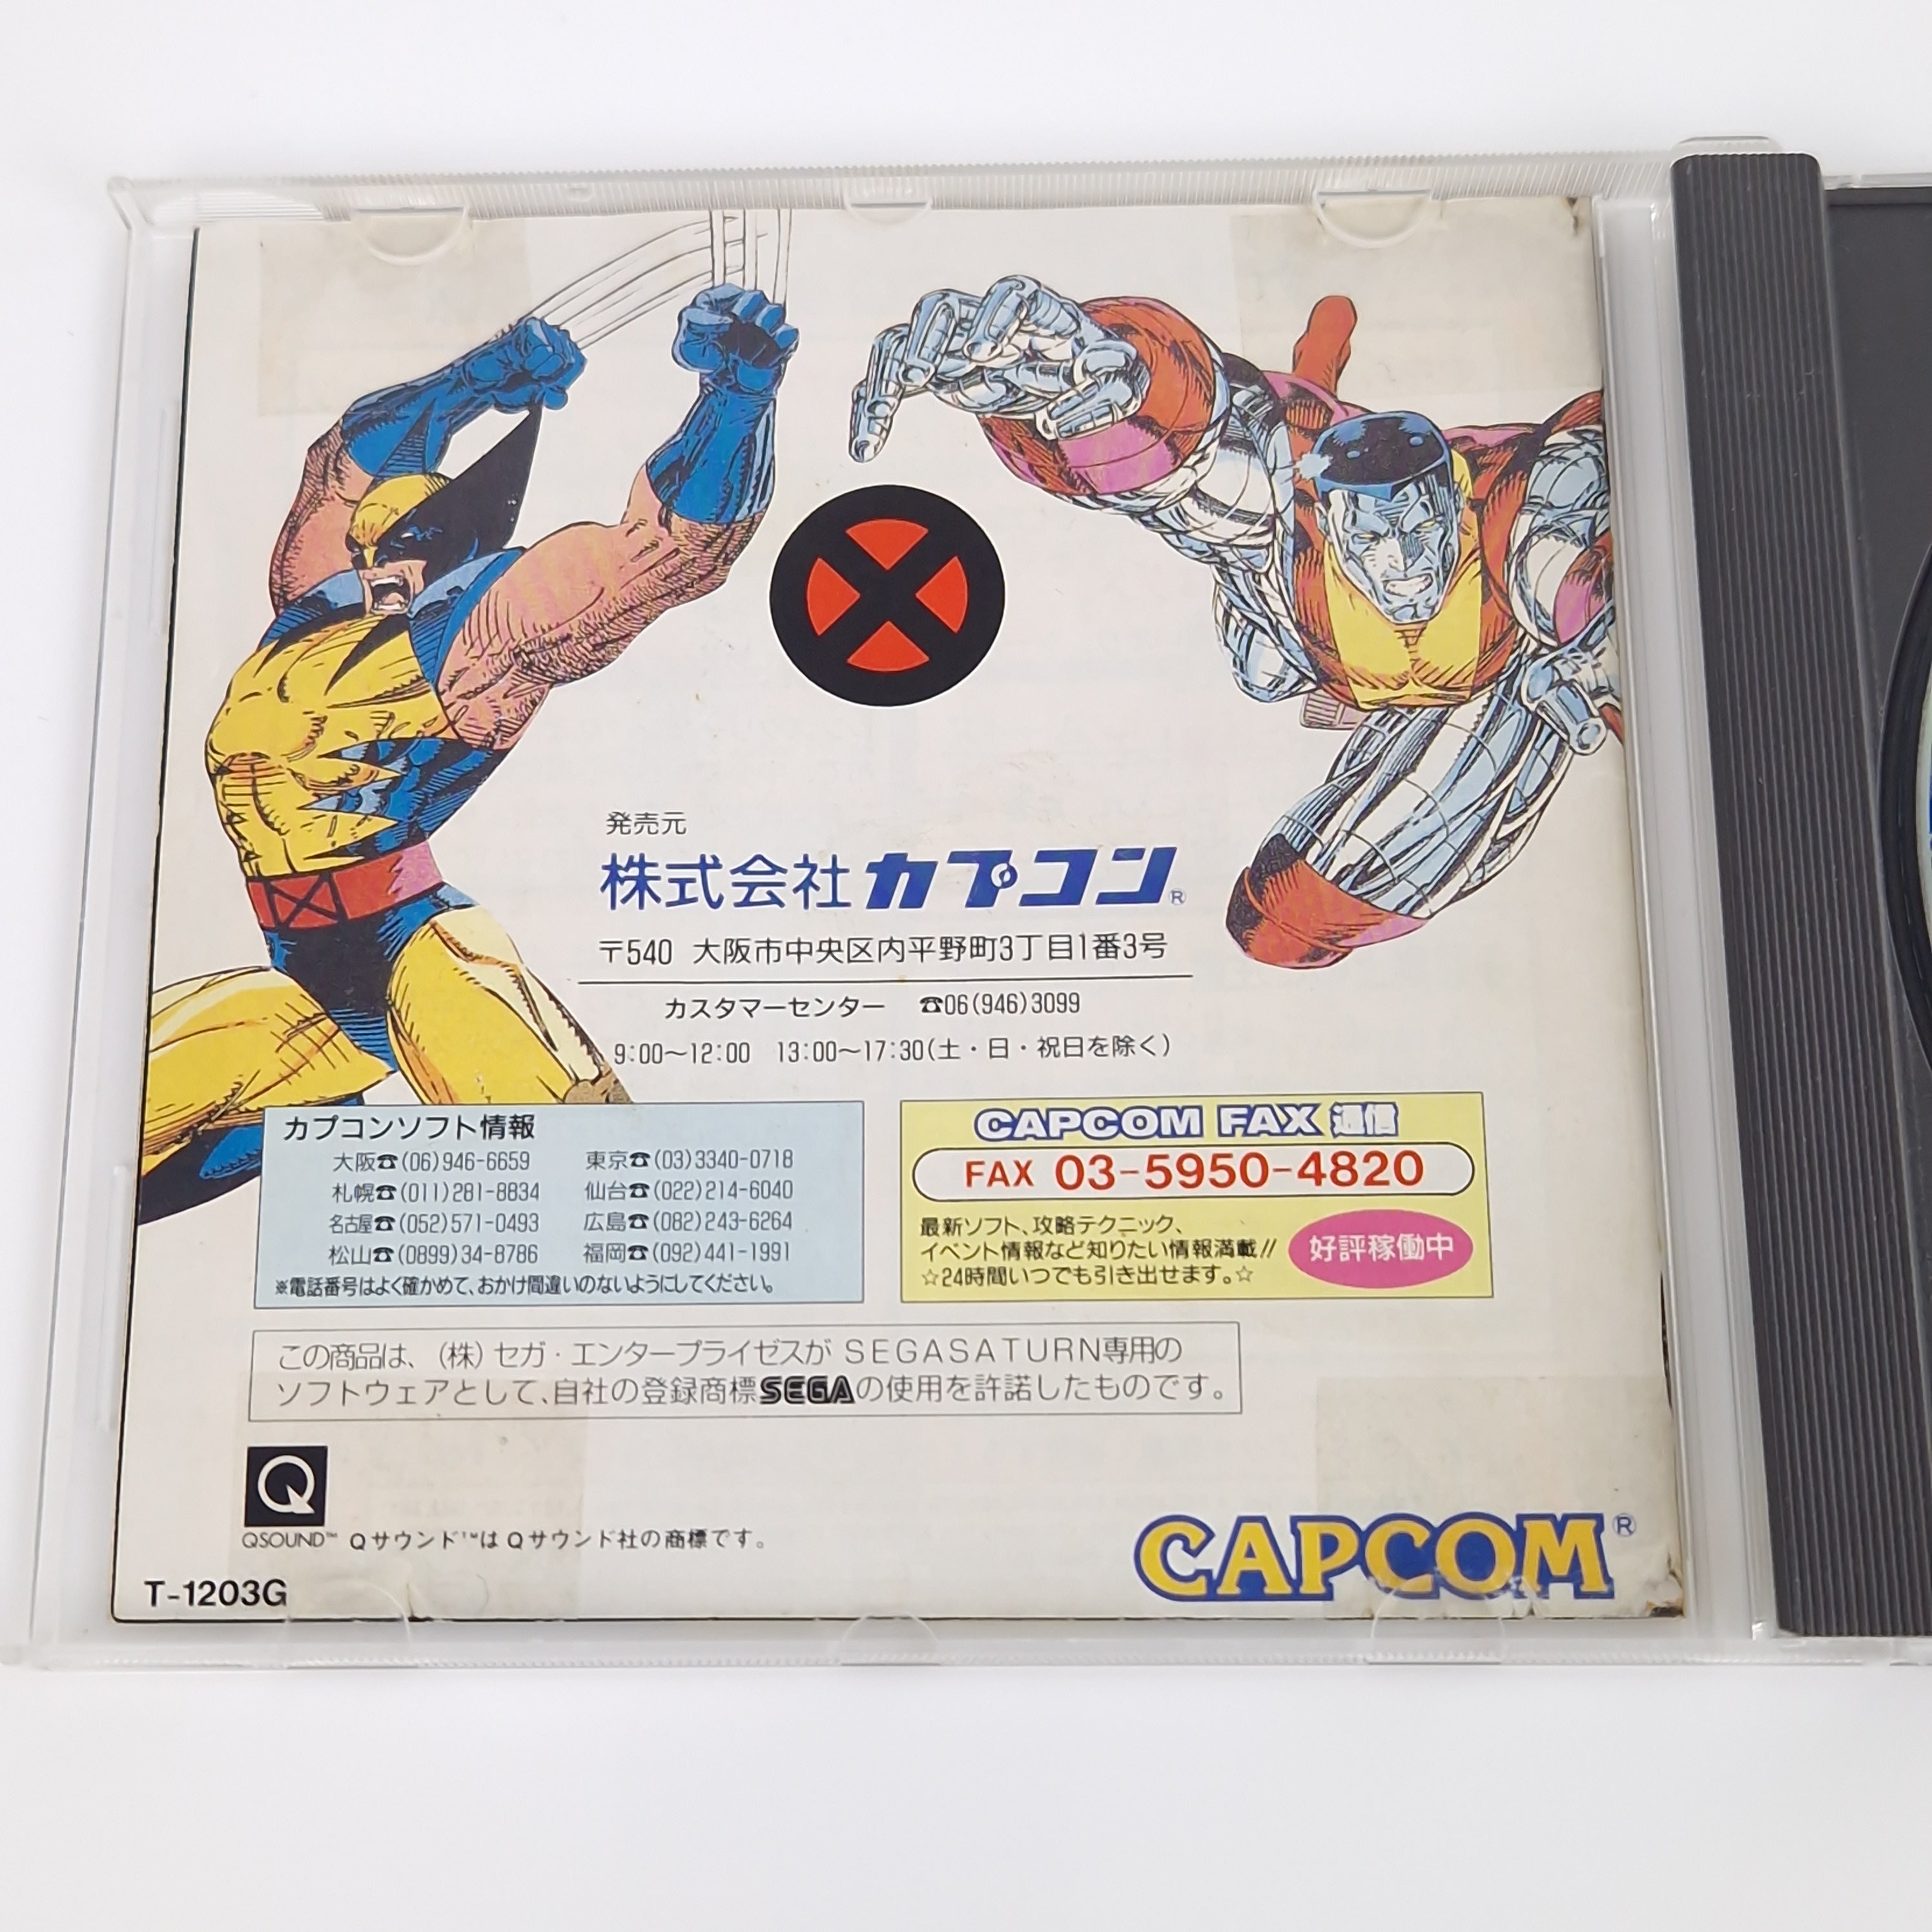 発売元
株式会社カプコン®
〒540 大阪市中央区内平野町3丁目1番3号
カスタマーセンター ☎06(946)3099
9:00〜12:00 13:00〜17:30(土・日・祝日を除く)
カプコンソフト情報
大阪☎(06)946-6659 東京☎(03)3340-0718
札幌☎(011)281-8834 仙台☎(022)214-6040
名古屋☎(052)571-0493 広島☎(082)243-6264
松山☎(0899)34-8786 福岡☎(092)441-1991
※電話番号はよく確かめて、おかけ間違いのないようにしてください。
CAPCOM FAX 通信
FAX 03-5950-4820
最新ソフト、攻略テクニック、
イベント情報など知りたい情報満載!!
☆24時間いつでも引き出せます。☆
好評稼働中
この商品は、(株)セガ・エンタープライゼスが SEGASATURN専用の
ソフトウェアとして、自社の登録商標SEGAの使用を許諾したものです。
Q
QSOUND™ Qサウンド™は Qサウンド社の商標です。
T-1203G
CAPCOM®